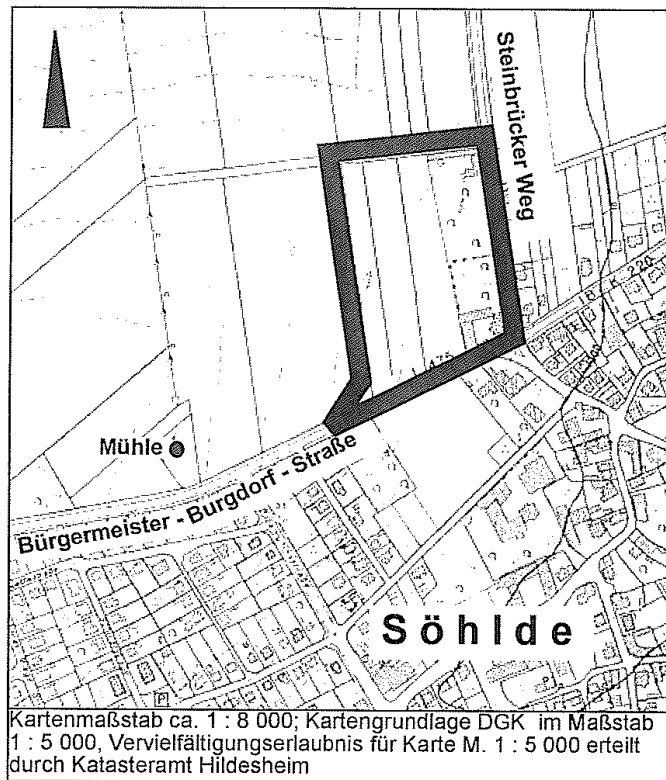 Steinbrücker Weg
K 220
Mühle
Bürgermeister - Burgdorf - Straße
Söhlde
Kartenmaßstab ca. 1 : 8 000; Kartengrundlage DGK im Maßstab
1 : 5 000, Vervielfältigungserlaubnis für Karte M. 1 : 5 000 erteilt
durch Katasteramt Hildesheim